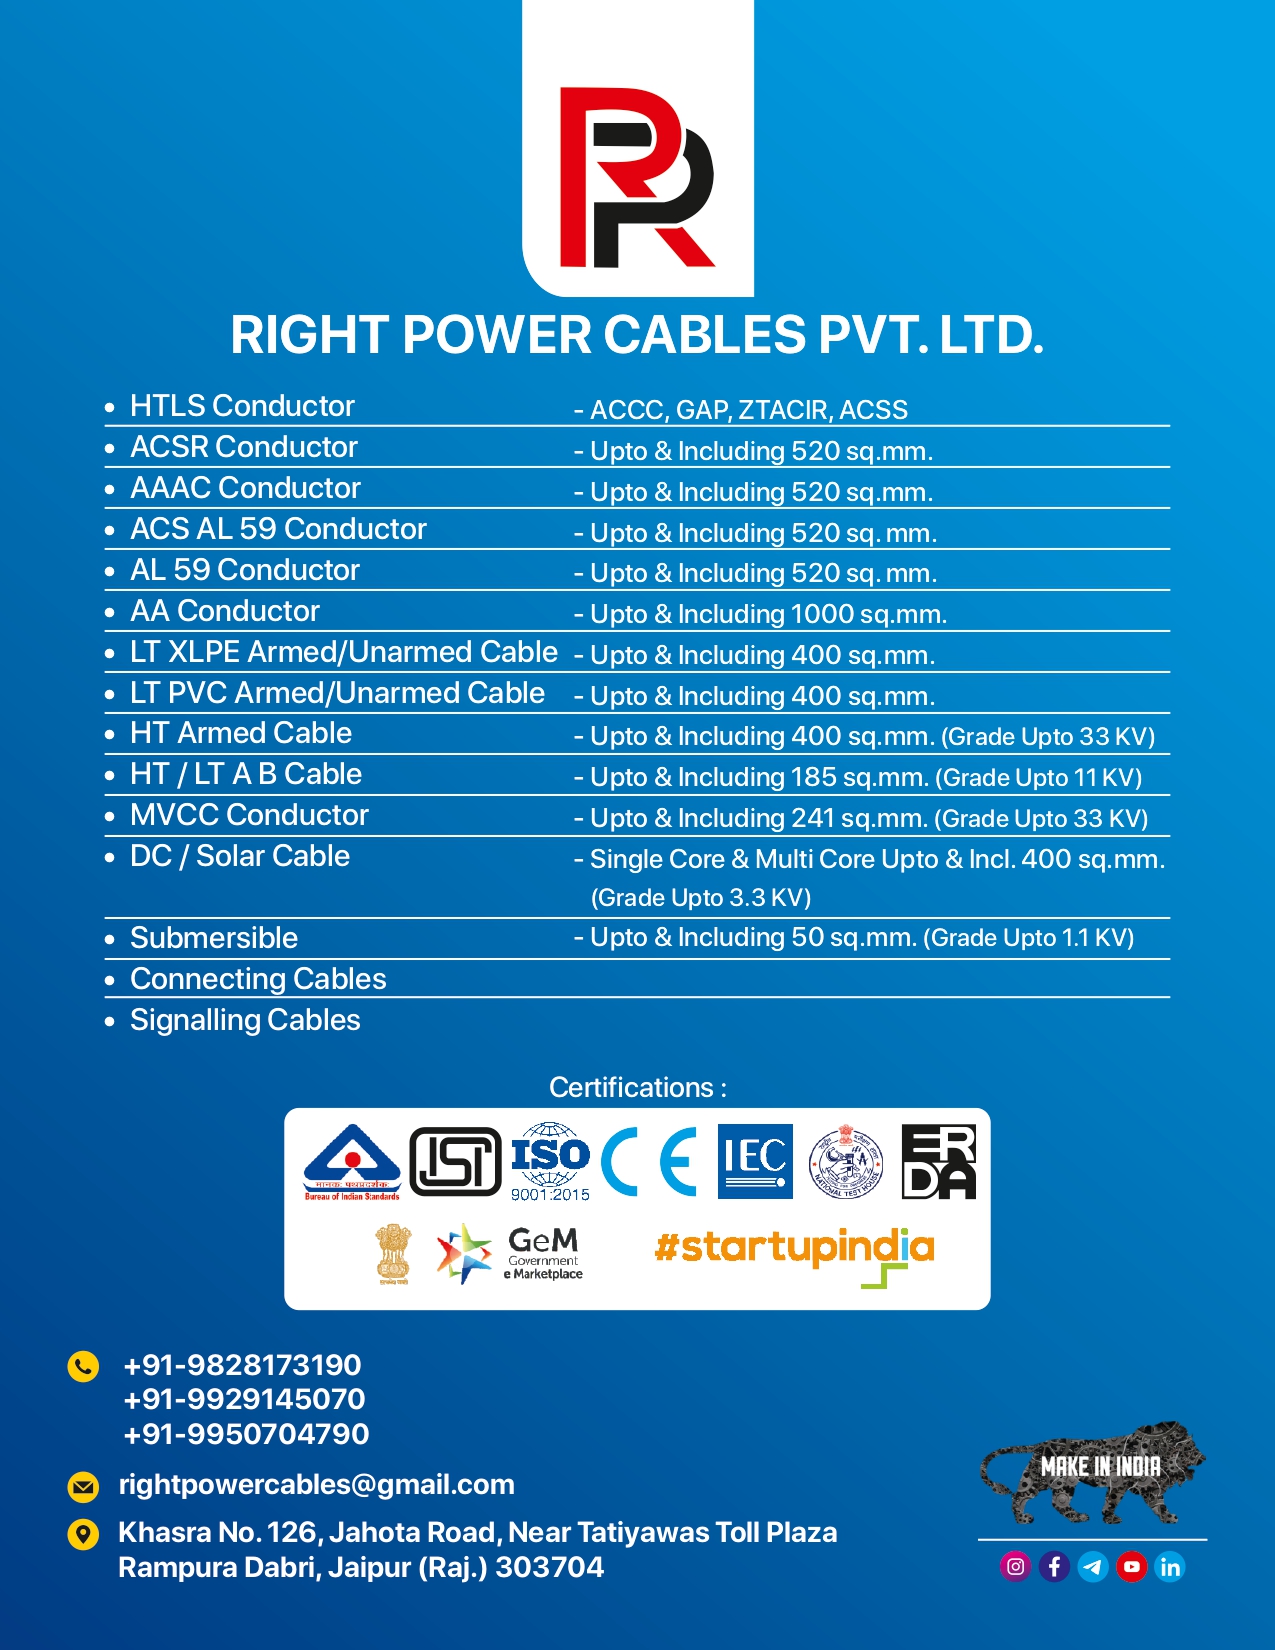 RIGHT POWER CABLES PVT. LTD.
• HTLS Conductor - ACCC, GAP, ZTACIR, ACSS
• ACSR Conductor - Upto & Including 520 sq.mm.
• AAAC Conductor - Upto & Including 520 sq.mm.
• ACS AL 59 Conductor - Upto & Including 520 sq. mm.
• AL 59 Conductor - Upto & Including 520 sq. mm.
• AA Conductor - Upto & Including 1000 sq.mm.
• LT XLPE Armed/Unarmed Cable - Upto & Including 400 sq.mm.
• LT PVC Armed/Unarmed Cable - Upto & Including 400 sq.mm.
• HT Armed Cable - Upto & Including 400 sq.mm. (Grade Upto 33 KV)
• HT / LT A B Cable - Upto & Including 185 sq.mm. (Grade Upto 11 KV)
• MVCC Conductor - Upto & Including 241 sq.mm. (Grade Upto 33 KV)
• DC / Solar Cable - Single Core & Multi Core Upto & Incl. 400 sq.mm.
(Grade Upto 3.3 KV)
• Submersible - Upto & Including 50 sq.mm. (Grade Upto 1.1 KV)
• Connecting Cables
• Signalling Cables
Certifications :
मानक: पथप्रदर्शक:
Bureau of Indian Standards
ISI
ISO
9001:2015
CE
IEC
NATIONAL TEST HOUSE
ERDA
GeM
Government
e Marketplace
#startupindia
+91-9828173190
+91-9929145070
+91-9950704790
rightpowercables@gmail.com
Khasra No. 126, Jahota Road, Near Tatiyawas Toll Plaza
Rampura Dabri, Jaipur (Raj.) 303704
MAKE IN INDIA